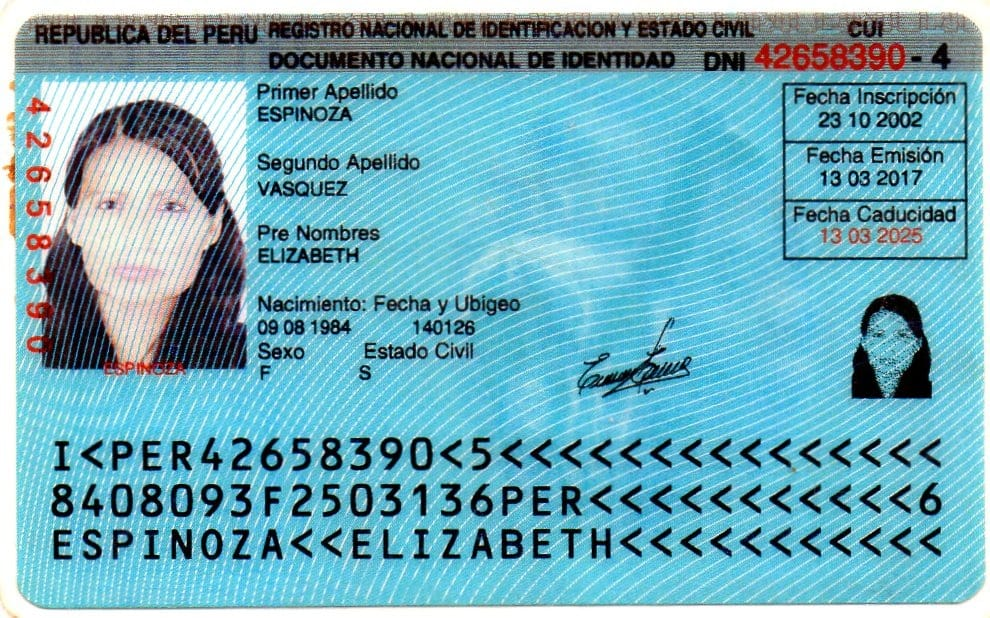 REPUBLICA DEL PERU REGISTRO NACIONAL DE IDENTIFICACION Y ESTADO CIVIL CUI
DOCUMENTO NACIONAL DE IDENTIDAD DNI 42658390 - 4
Primer Apellido
ESPINOZA
Segundo Apellido
VASQUEZ
Pre Nombres
ELIZABETH
Nacimiento: Fecha y Ubigeo
09 08 1984 140126
Sexo Estado Civil
F S
Fecha Inscripción
23 10 2002
Fecha Emisión
13 03 2017
Fecha Caducidad
13 03 2025
42658390
ESPINOZA
I<PER42658390<5<<<<<<<<<<<<<<<
8408093F2503136PER<<<<<<<<<<<6
ESPINOZA<<ELIZABETH<<<<<<<<<<<